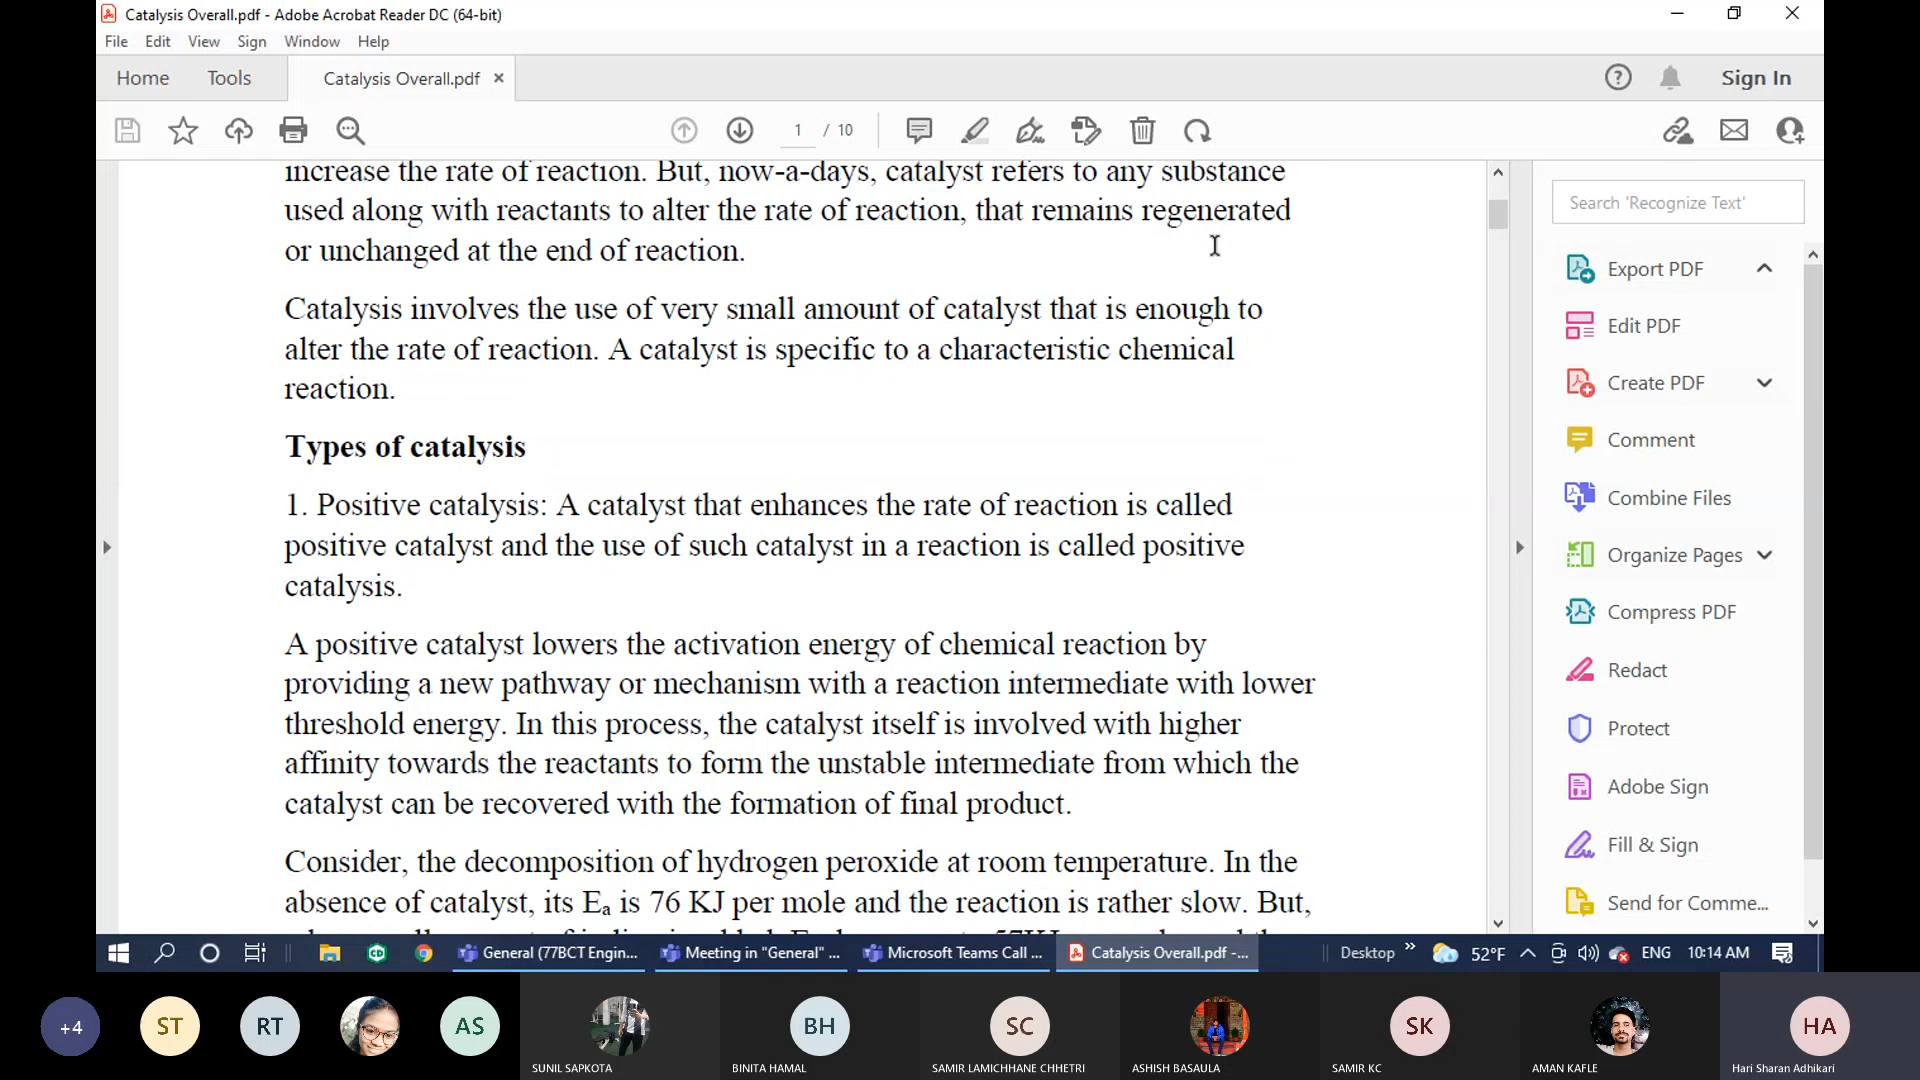 Catalysis Overall.pdf - Adobe Acrobat Reader DC (64-bit)
File Edit View Sign Window Help
Home Tools Catalysis Overall.pdf × Sign In
1 / 10
increase the rate of reaction. But, now-a-days, catalyst refers to any substance
used along with reactants to alter the rate of reaction, that remains regenerated
or unchanged at the end of reaction.
Catalysis involves the use of very small amount of catalyst that is enough to
alter the rate of reaction. A catalyst is specific to a characteristic chemical
reaction.
Types of catalysis
1. Positive catalysis: A catalyst that enhances the rate of reaction is called
positive catalyst and the use of such catalyst in a reaction is called positive
catalysis.
A positive catalyst lowers the activation energy of chemical reaction by
providing a new pathway or mechanism with a reaction intermediate with lower
threshold energy. In this process, the catalyst itself is involved with higher
affinity towards the reactants to form the unstable intermediate from which the
catalyst can be recovered with the formation of final product.
Consider, the decomposition of hydrogen peroxide at room temperature. In the
absence of catalyst, its Eₐ is 76 KJ per mole and the reaction is rather slow. But,
Search 'Recognize Text'
Export PDF
Edit PDF
Create PDF
Comment
Combine Files
Organize Pages
Compress PDF
Redact
Protect
Adobe Sign
Fill & Sign
Send for Comme...
General (77BCT Engin... Meeting in "General" ... Microsoft Teams Call ... Catalysis Overall.pdf -... Desktop » 52°F ENG 10:14 AM
+4 ST RT AS BH SC SK HA
SUNIL SAPKOTA BINITA HAMAL SAMIR LAMICHHANE CHHETRI ASHISH BASAULA SAMIR KC AMAN KAFLE Hari Sharan Adhikari